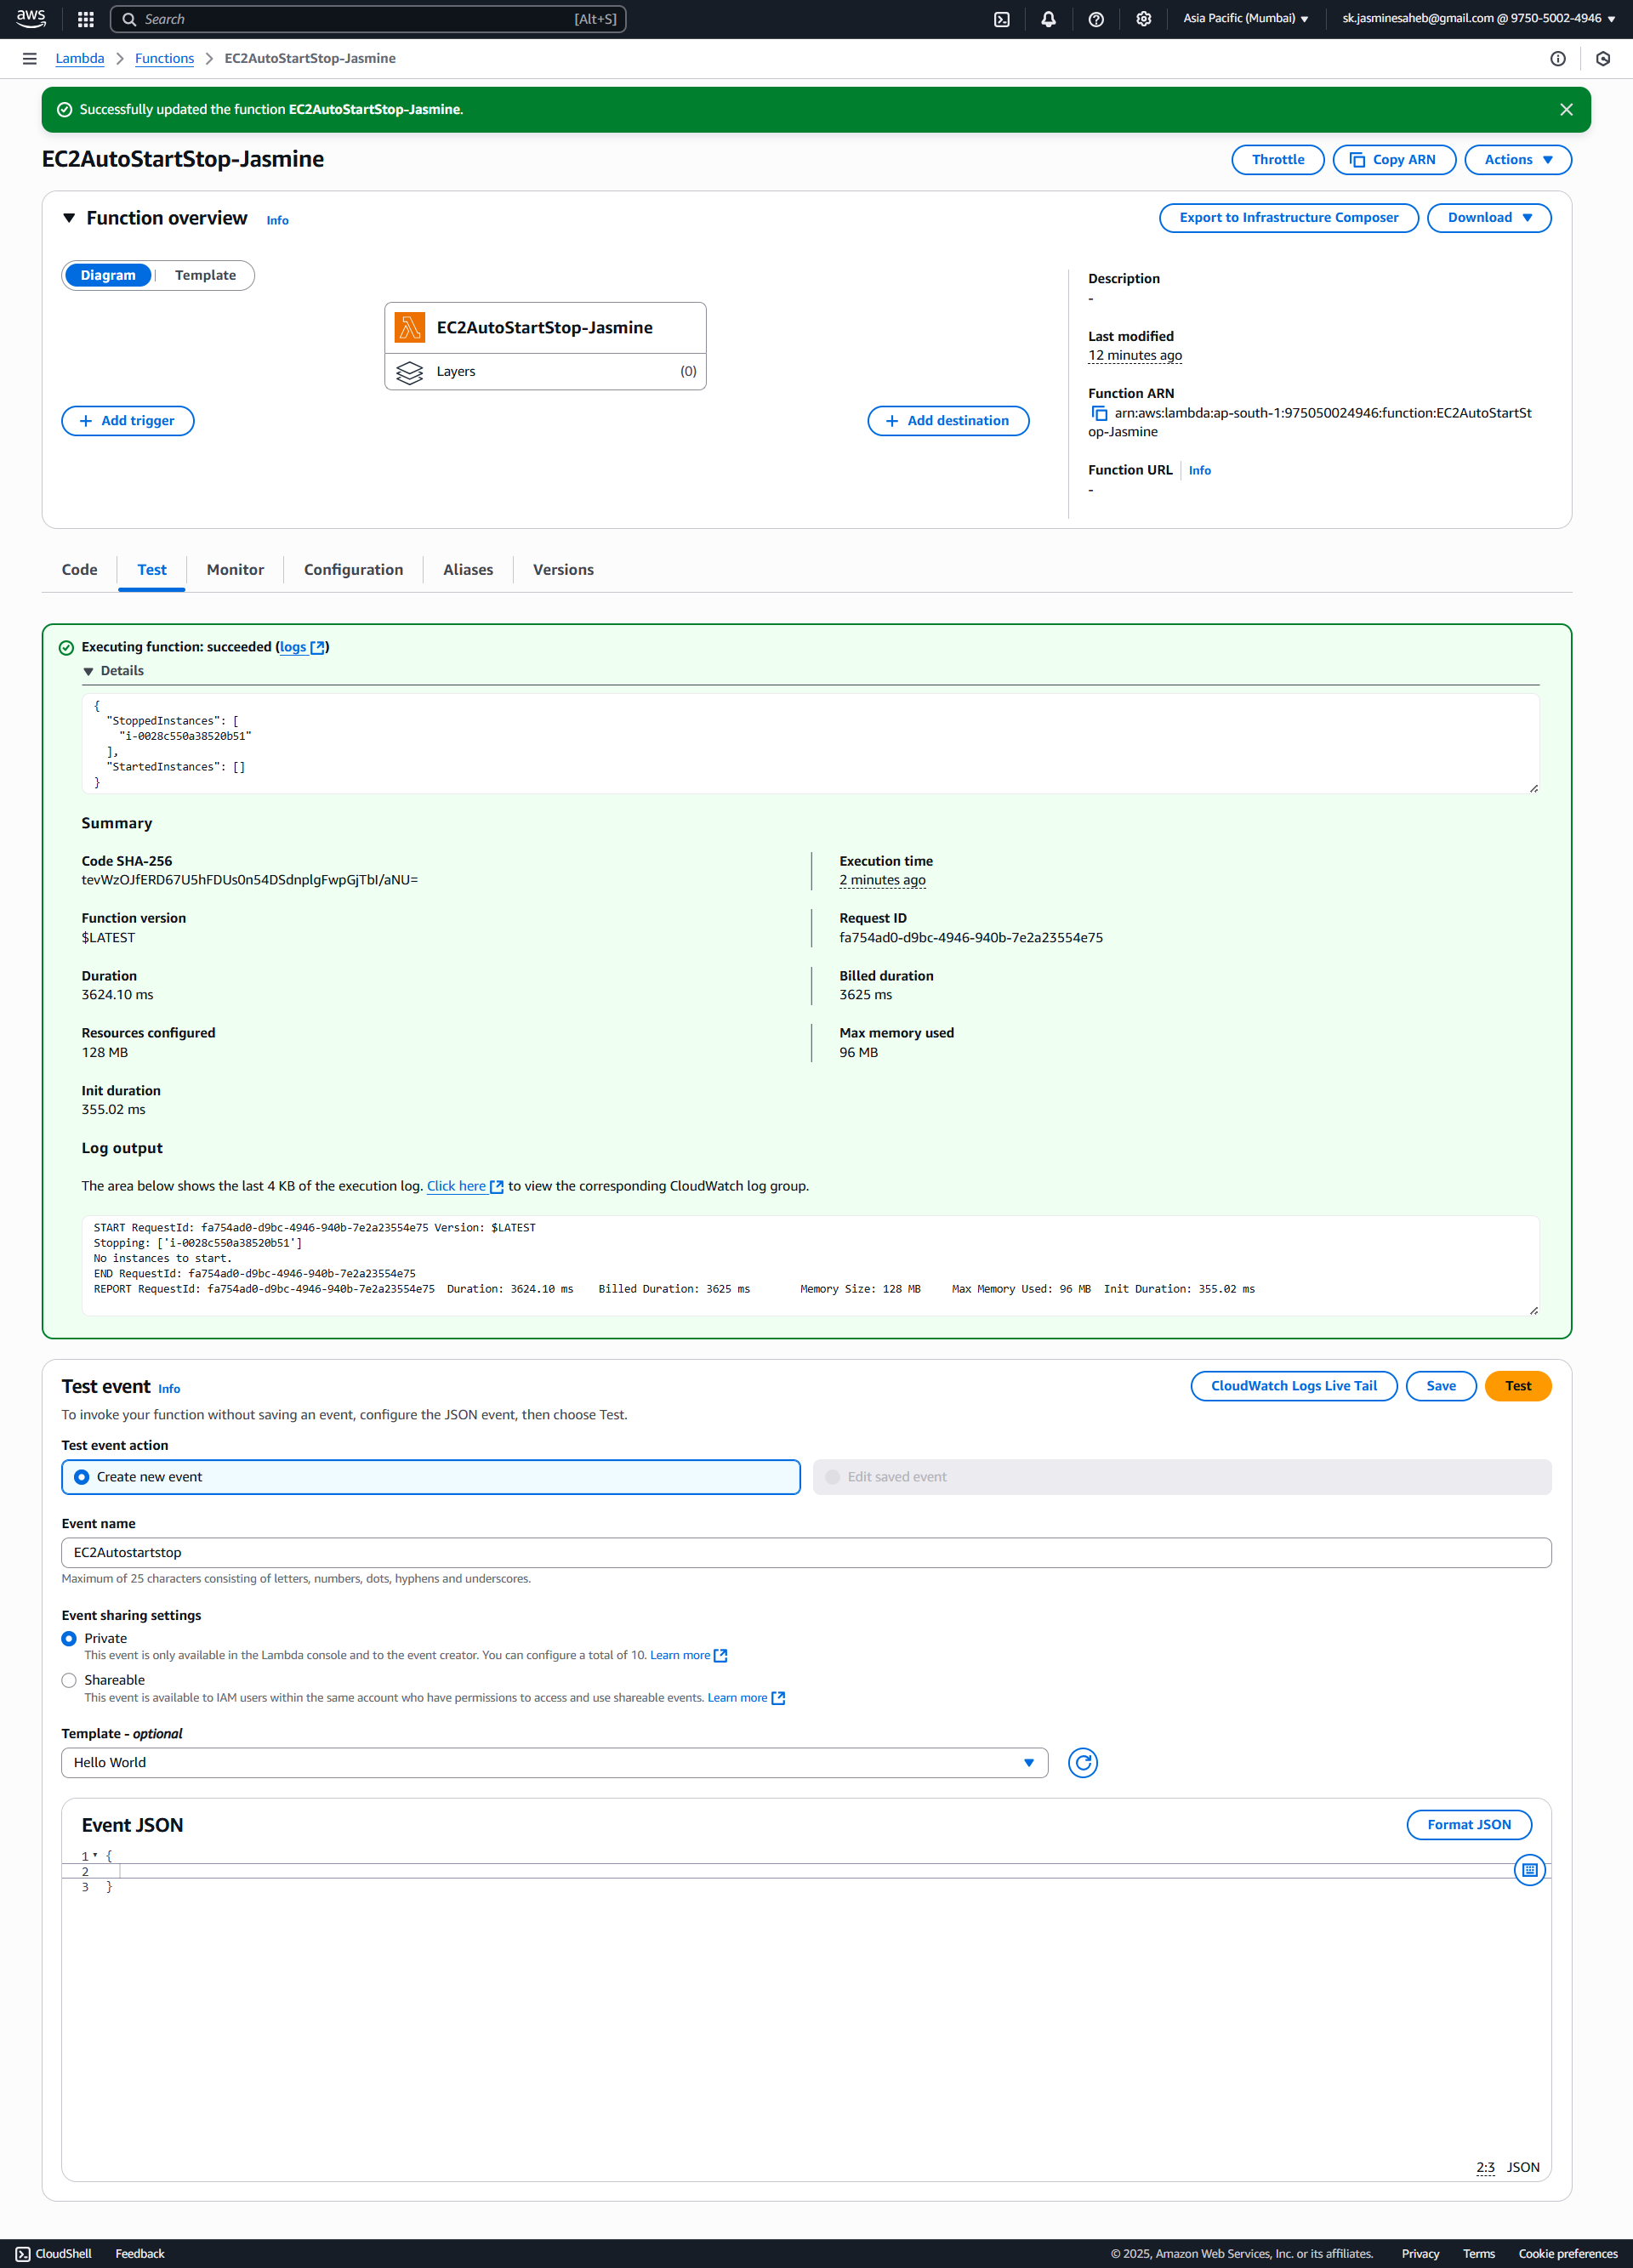 aws
Search [Alt+S]
Asia Pacific (Mumbai)
sk.jasminesaheb@gmail.com @ 9750-5002-4946
Lambda > Functions > EC2AutoStartStop-Jasmine
Successfully updated the function EC2AutoStartStop-Jasmine.
EC2AutoStartStop-Jasmine
Throttle
Copy ARN
Actions
Function overview Info
Export to Infrastructure Composer
Download
Diagram
Template
EC2AutoStartStop-Jasmine
Layers (0)
+ Add trigger
+ Add destination
Description
-
Last modified
12 minutes ago
Function ARN
arn:aws:lambda:ap-south-1:975050024946:function:EC2AutoStartSt
op-Jasmine
Function URL Info
-
Code
Test
Monitor
Configuration
Aliases
Versions
Executing function: succeeded (logs)
Details
{
"StoppedInstances": [
"i-0028c550a38520b51"
],
"StartedInstances": []
}
Summary
Code SHA-256
tevWzOJfERD67U5hFDUs0n54DSdnplgFwpGjTbI/aNU=
Execution time
2 minutes ago
Function version
$LATEST
Request ID
fa754ad0-d9bc-4946-940b-7e2a23554e75
Duration
3624.10 ms
Billed duration
3625 ms
Resources configured
128 MB
Max memory used
96 MB
Init duration
355.02 ms
Log output
The area below shows the last 4 KB of the execution log. Click here to view the corresponding CloudWatch log group.
START RequestId: fa754ad0-d9bc-4946-940b-7e2a23554e75 Version: $LATEST
Stopping: ['i-0028c550a38520b51']
No instances to start.
END RequestId: fa754ad0-d9bc-4946-940b-7e2a23554e75
REPORT RequestId: fa754ad0-d9bc-4946-940b-7e2a23554e75 Duration: 3624.10 ms Billed Duration: 3625 ms Memory Size: 128 MB Max Memory Used: 96 MB Init Duration: 355.02 ms
Test event Info
CloudWatch Logs Live Tail
Save
Test
To invoke your function without saving an event, configure the JSON event, then choose Test.
Test event action
Create new event
Edit saved event
Event name
EC2Autostartstop
Maximum of 25 characters consisting of letters, numbers, dots, hyphens and underscores.
Event sharing settings
Private
This event is only available in the Lambda console and to the event creator. You can configure a total of 10. Learn more
Shareable
This event is available to IAM users within the same account who have permissions to access and use shareable events. Learn more
Template - optional
Hello World
Event JSON
Format JSON
1 {
2
3 }
2:3 JSON
CloudShell
Feedback
© 2025, Amazon Web Services, Inc. or its affiliates.
Privacy
Terms
Cookie preferences